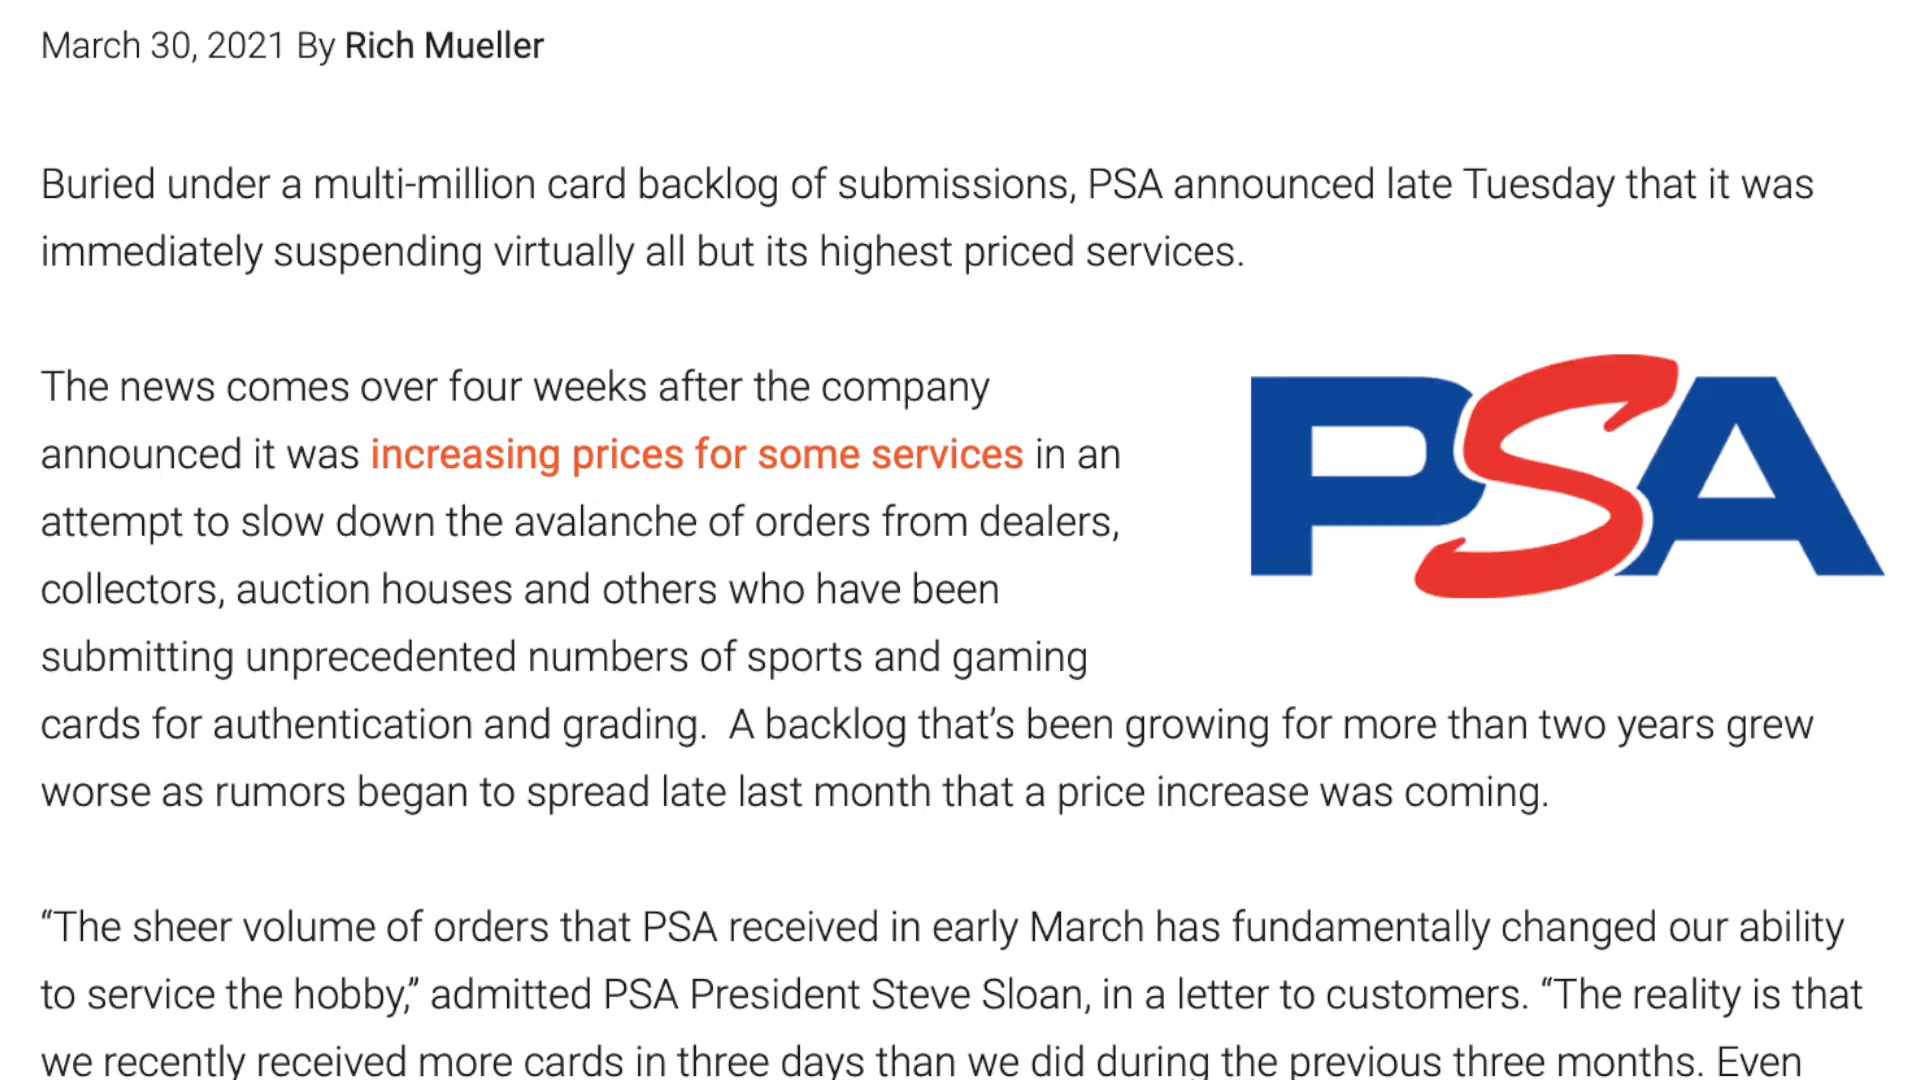 March 30, 2021 By Rich Mueller
Buried under a multi-million card backlog of submissions, PSA announced late Tuesday that it was
immediately suspending virtually all but its highest priced services.
The news comes over four weeks after the company
announced it was increasing prices for some services in an
attempt to slow down the avalanche of orders from dealers,
collectors, auction houses and others who have been
submitting unprecedented numbers of sports and gaming
PSA
cards for authentication and grading.  A backlog that’s been growing for more than two years grew
worse as rumors began to spread late last month that a price increase was coming.
“The sheer volume of orders that PSA received in early March has fundamentally changed our ability
to service the hobby,” admitted PSA President Steve Sloan, in a letter to customers. “The reality is that
we recently received more cards in three days than we did during the previous three months. Even